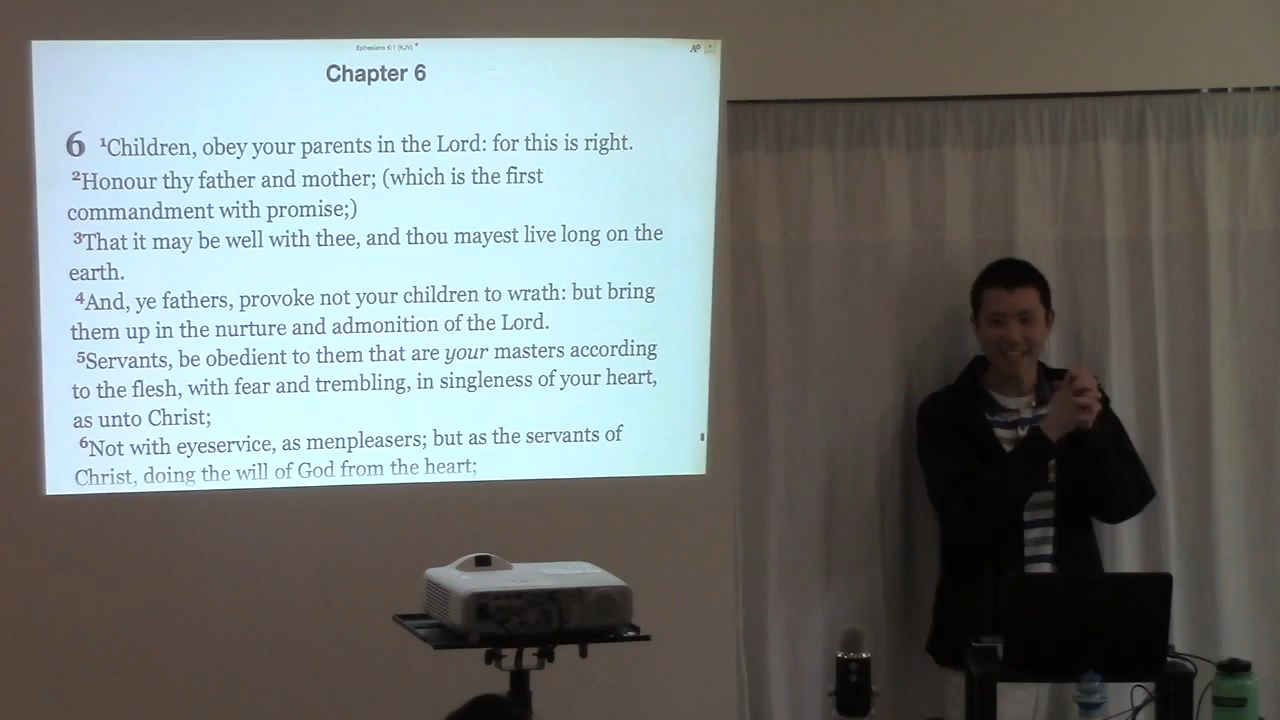 Ephesians 6:1 (KJV)
Chapter 6
6 1Children, obey your parents in the Lord: for this is right.
2Honour thy father and mother; (which is the first
commandment with promise;)
3That it may be well with thee, and thou mayest live long on the
earth.
4And, ye fathers, provoke not your children to wrath: but bring
them up in the nurture and admonition of the Lord.
5Servants, be obedient to them that are your masters according
to the flesh, with fear and trembling, in singleness of your heart,
as unto Christ;
6Not with eyeservice, as menpleasers; but as the servants of
Christ, doing the will of God from the heart;